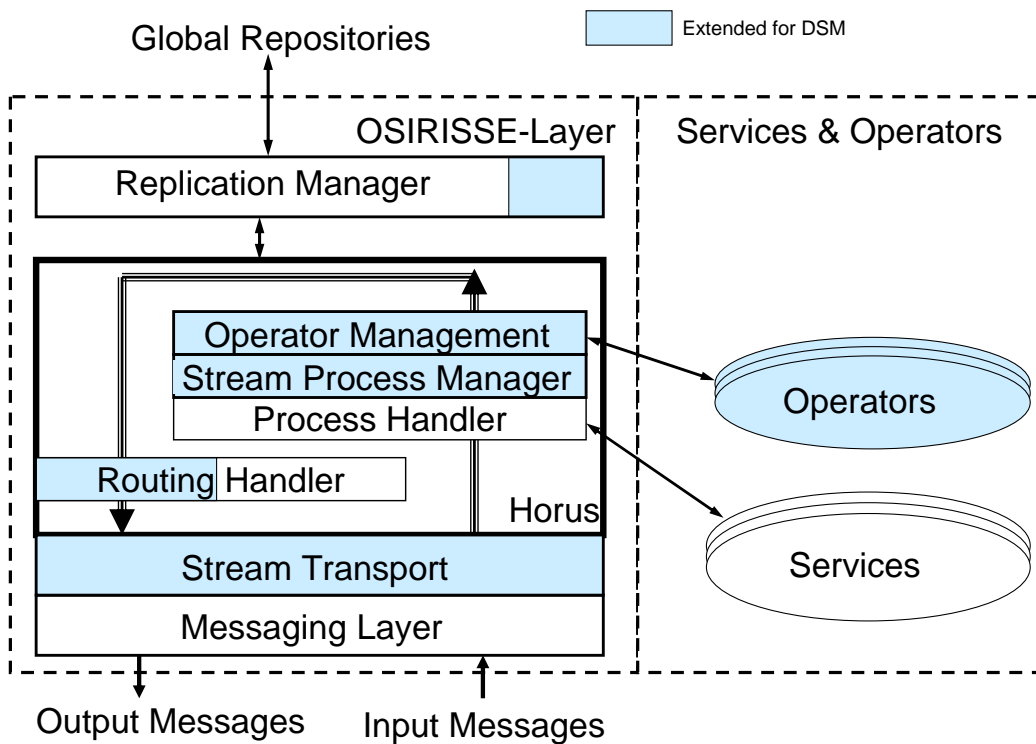 Global Repositories
Extended for DSM
OSIRISSE-Layer
Services & Operators
Replication Manager
Operator Management
Stream Process Manager
Process Handler
Operators
Routing Handler
Horus
Services
Stream Transport
Messaging Layer
Output Messages
Input Messages